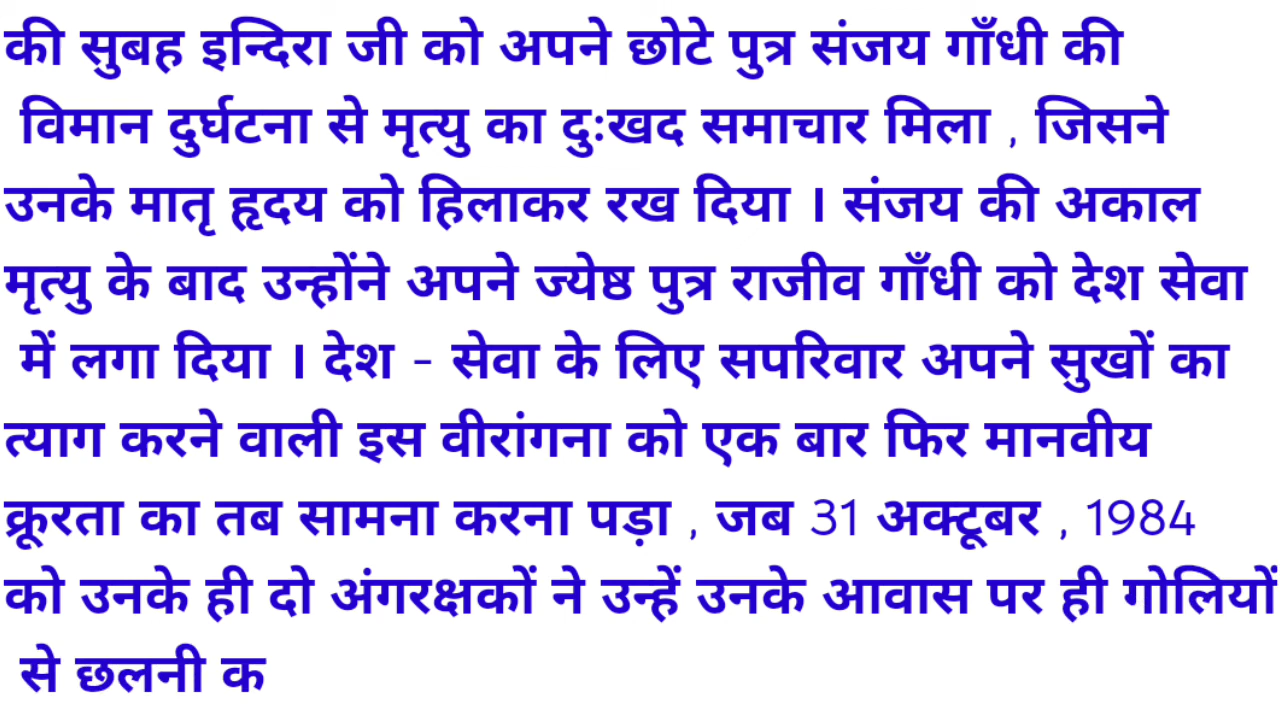 की सुबह इन्दिरा जी को अपने छोटे पुत्र संजय गाँधी की
विमान दुर्घटना से मृत्यु का दुःखद समाचार मिला , जिसने
उनके मातृ हृदय को हिलाकर रख दिया । संजय की अकाल
मृत्यु के बाद उन्होंने अपने ज्येष्ठ पुत्र राजीव गाँधी को देश सेवा
में लगा दिया । देश - सेवा के लिए सपरिवार अपने सुखों का
त्याग करने वाली इस वीरांगना को एक बार फिर मानवीय
क्रूरता का तब सामना करना पड़ा , जब 31 अक्टूबर , 1984
को उनके ही दो अंगरक्षकों ने उन्हें उनके आवास पर ही गोलियों
से छलनी क